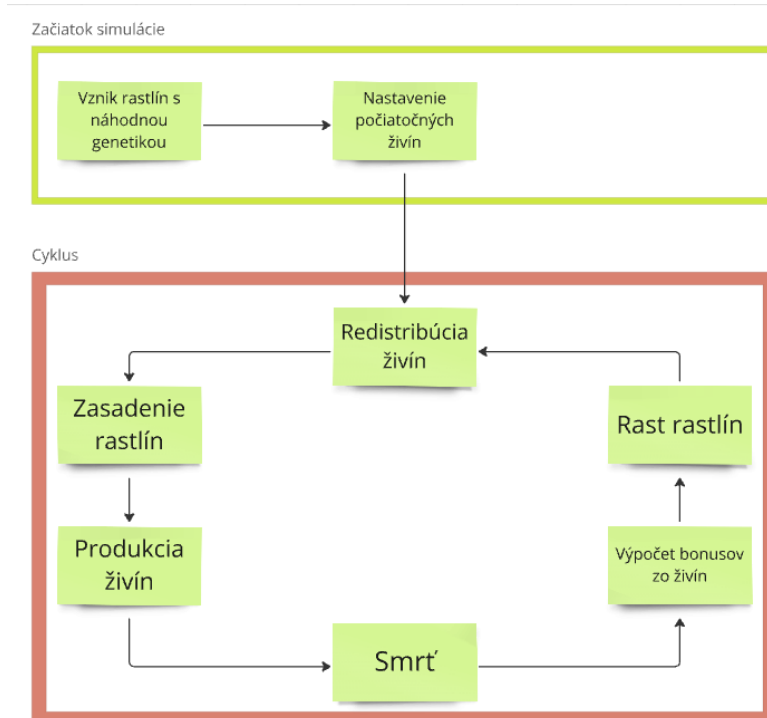 Začiatok simulácie
Vznik rastlín s
náhodnou
genetikou
Nastavenie
počiatočných
živín
Cyklus
Redistribúcia
živín
Zasadenie
rastlín
Rast rastlín
Produkcia
živín
Výpočet bonusov
zo živín
Smrť